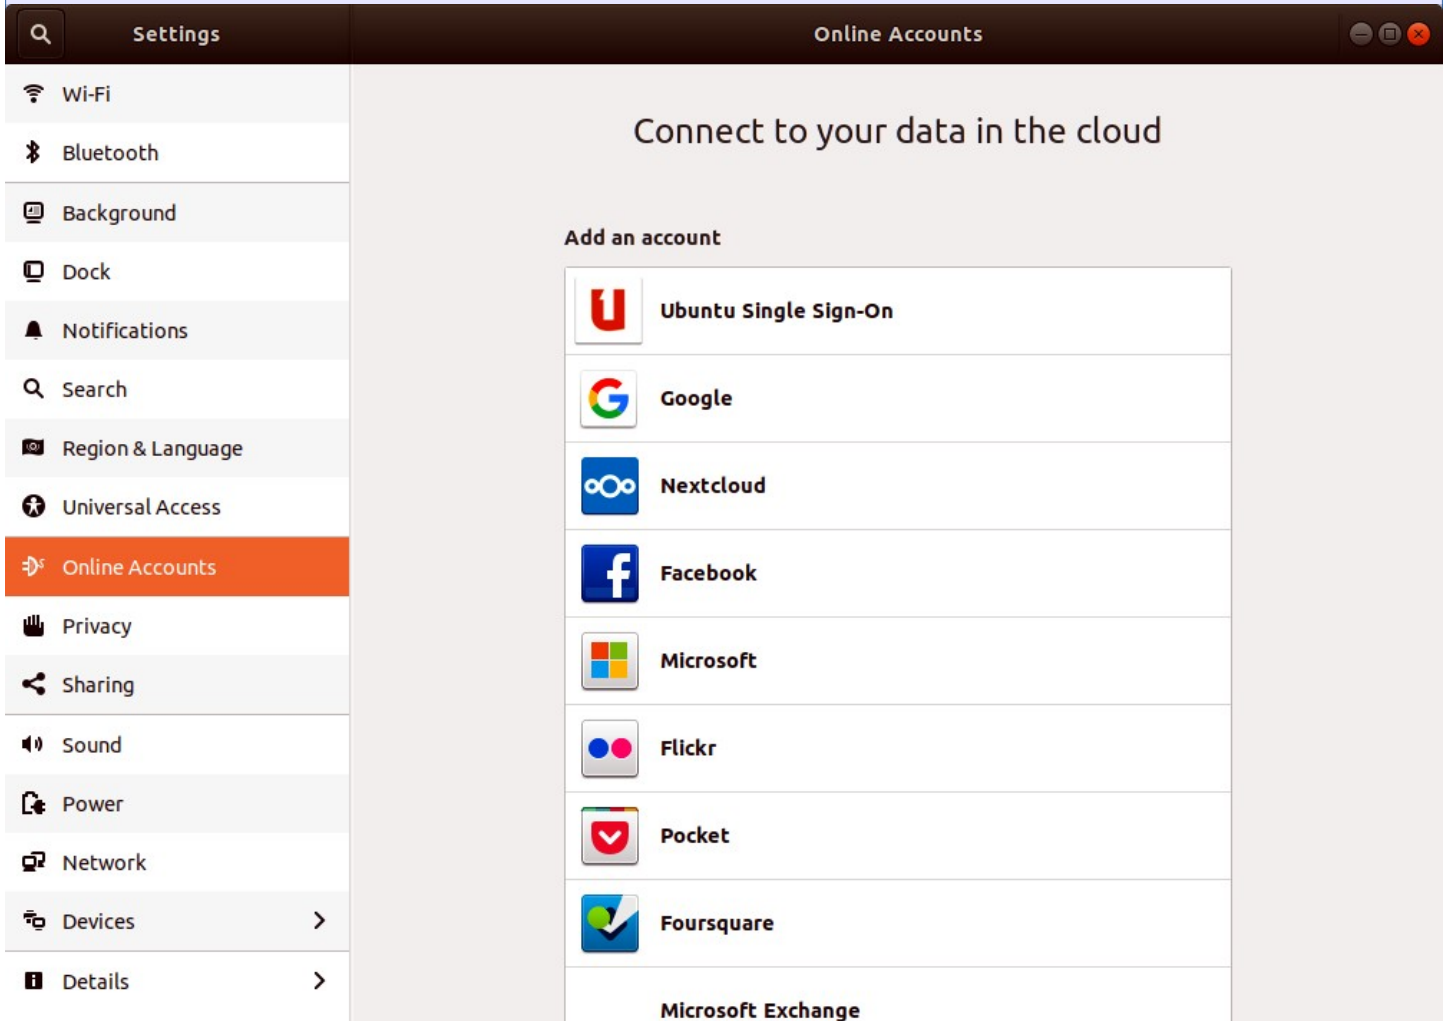 Settings
Online Accounts
Wi-Fi
Bluetooth
Background
Dock
Notifications
Search
Region & Language
Universal Access
Online Accounts
Privacy
Sharing
Sound
Power
Network
Devices
Details
Connect to your data in the cloud
Add an account
Ubuntu Single Sign-On
Google
Nextcloud
Facebook
Microsoft
Flickr
Pocket
Foursquare
Microsoft Exchange